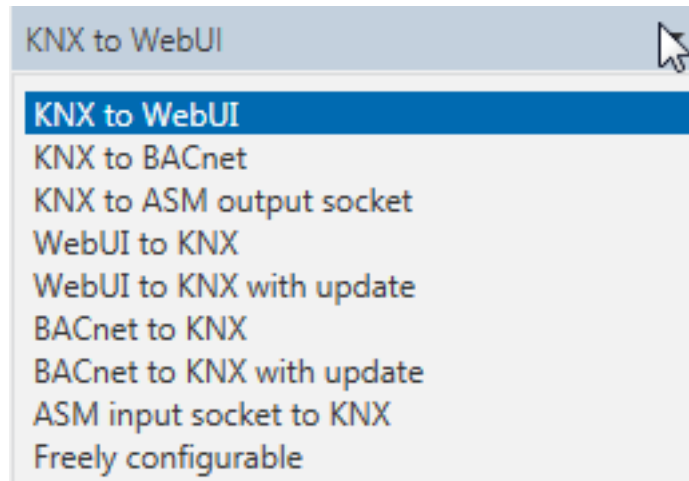 KNX to WebUI
KNX to WebUI
KNX to BACnet
KNX to ASM output socket
WebUI to KNX
WebUI to KNX with update
BACnet to KNX
BACnet to KNX with update
ASM input socket to KNX
Freely configurable